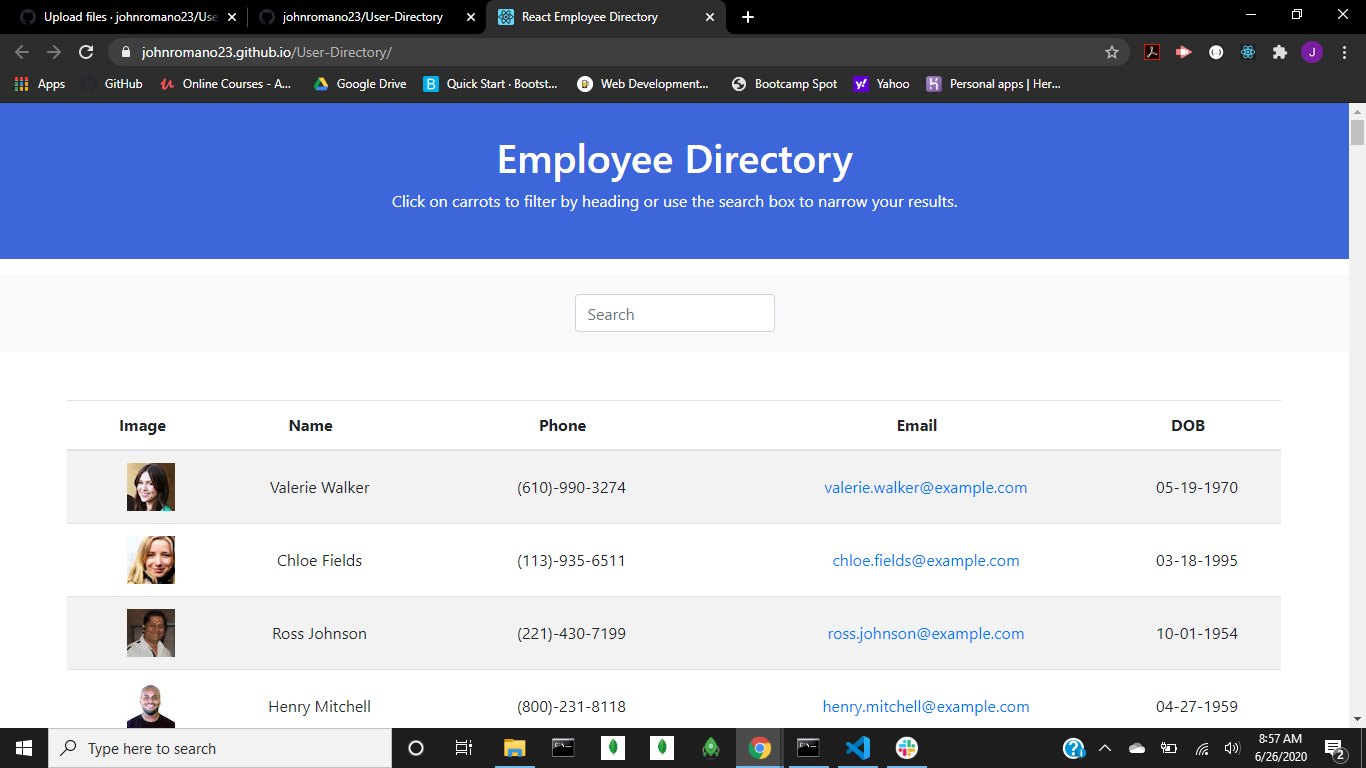 Upload files · johnromano23/Use
johnromano23/User-Directory
React Employee Directory
johnromano23.github.io/User-Directory/
J
Apps
GitHub
Online Courses - A...
Google Drive
B
Quick Start · Bootst...
Web Development...
Bootcamp Spot
Yahoo
Personal apps | Her...
Employee Directory
Click on carrots to filter by heading or use the search box to narrow your results.
Search
Image Name Phone Email DOB
Valerie Walker (610)-990-3274 valerie.walker@example.com 05-19-1970
Chloe Fields (113)-935-6511 chloe.fields@example.com 03-18-1995
Ross Johnson (221)-430-7199 ross.johnson@example.com 10-01-1954
Henry Mitchell (800)-231-8118 henry.mitchell@example.com 04-27-1959
Type here to search
8:57 AM
6/26/2020
2